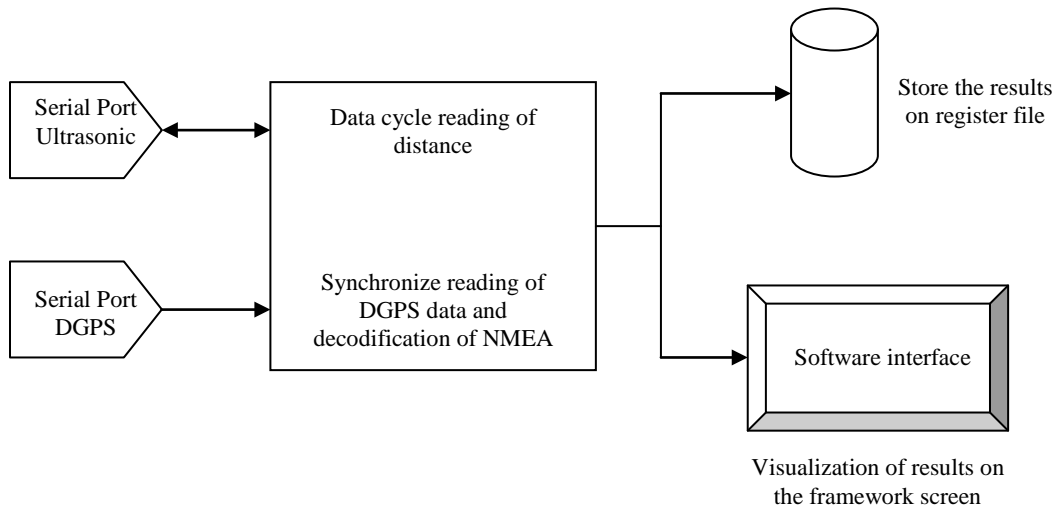 Serial Port
Ultrasonic
Data cycle reading of
distance
Store the results
on register file
Serial Port
DGPS
Synchronize reading of
DGPS data and
decodification of NMEA
Software interface
Visualization of results on
the framework screen